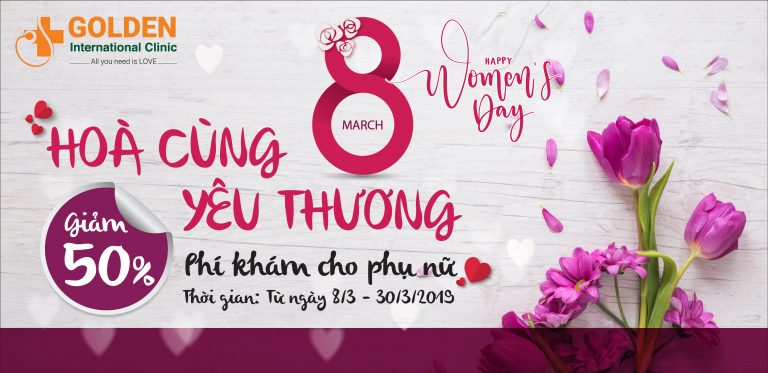 GOLDEN
International Clinic
All you need is LOVE
8
MARCH
HAPPY
Women's
Day
HOÀ CÙNG
YÊU THƯƠNG
Giảm
50%
Phí khám cho phụ nữ
Thời gian: Từ ngày 8/3 - 30/3/2019